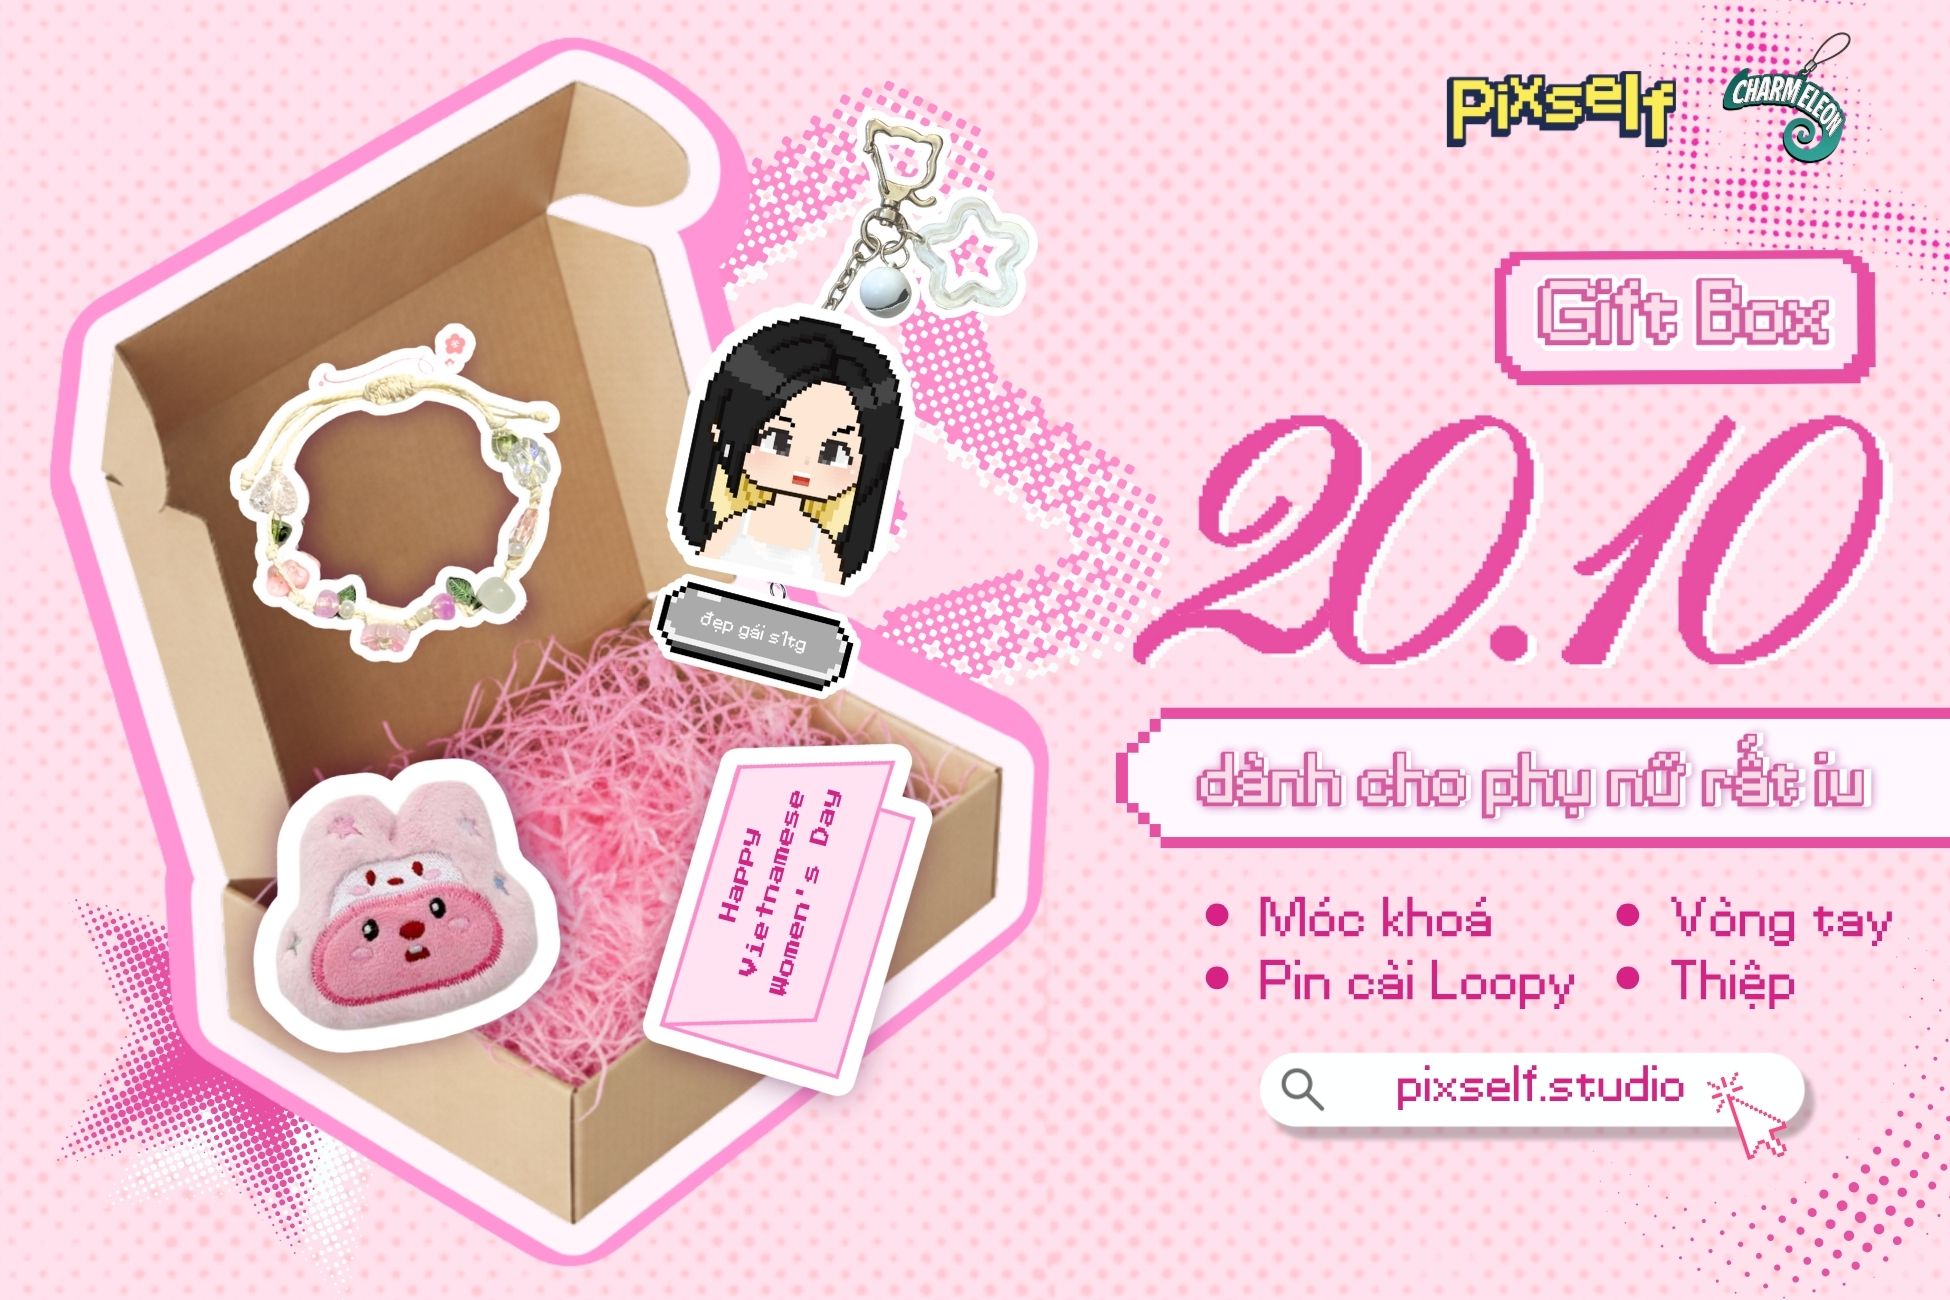 pixself
CHARMELEON
Gift Box
20.10
dành cho phụ nữ rất iu
• Móc khoá
• Vòng tay
• Pin cài Loopy
• Thiệp
pixself.studio
đẹp gái s1tg
Happy
Vietnamese
Women's Day